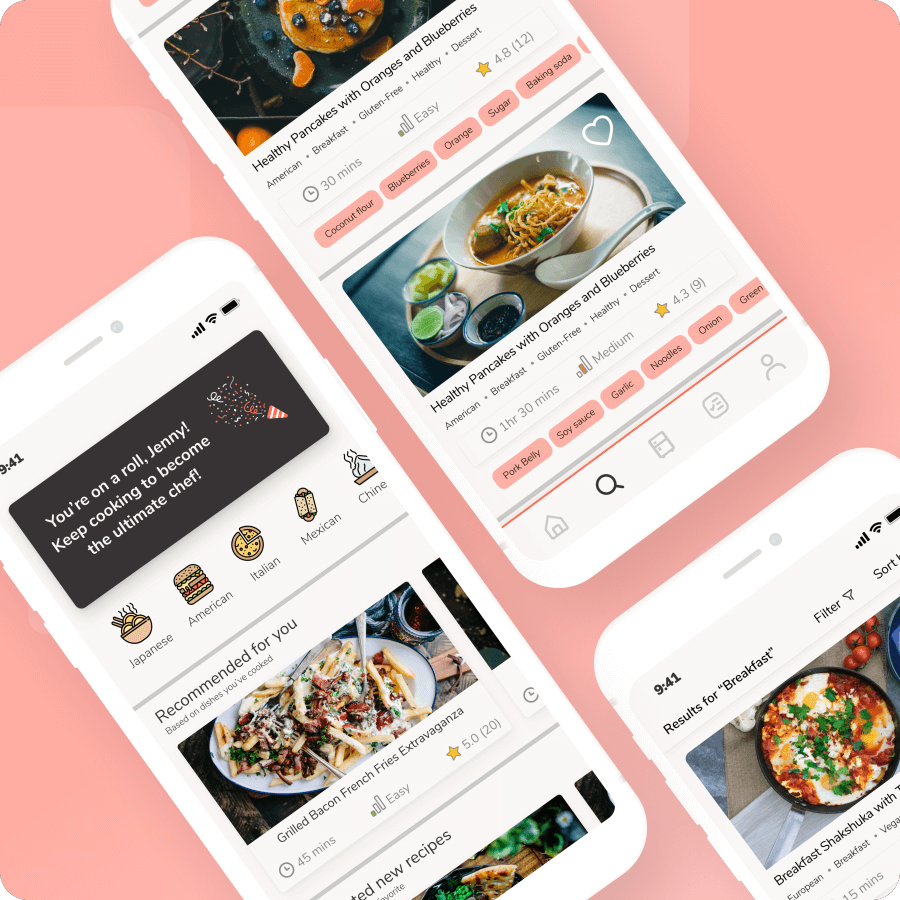 Healthy Pancakes with Oranges and Blueberries
American • Breakfast • Gluten-Free • Healthy • Dessert
30 mins
Easy
4.8 (12)
Coconut flour
Blueberries
Orange
Sugar
Baking soda
Healthy Pancakes with Oranges and Blueberries
American • Breakfast • Gluten-Free • Healthy • Dessert
1hr 30 mins
Medium
4.3 (9)
Pork Belly
Soy sauce
Garlic
Noodles
Onion
Green
9:41
You're on a roll, Jenny!
Keep cooking to become
the ultimate chef!
Japanese
American
Italian
Mexican
Chine
Recommended for you
Based on dishes you've cooked
Grilled Bacon French Fries Extravaganza
45 mins
Easy
5.0 (20)
ted new recipes
favorite
9:41
Results for “Breakfast”
Filter
Sort
Breakfast Shakshuka with T
European • Breakfast • Vega
15 mins